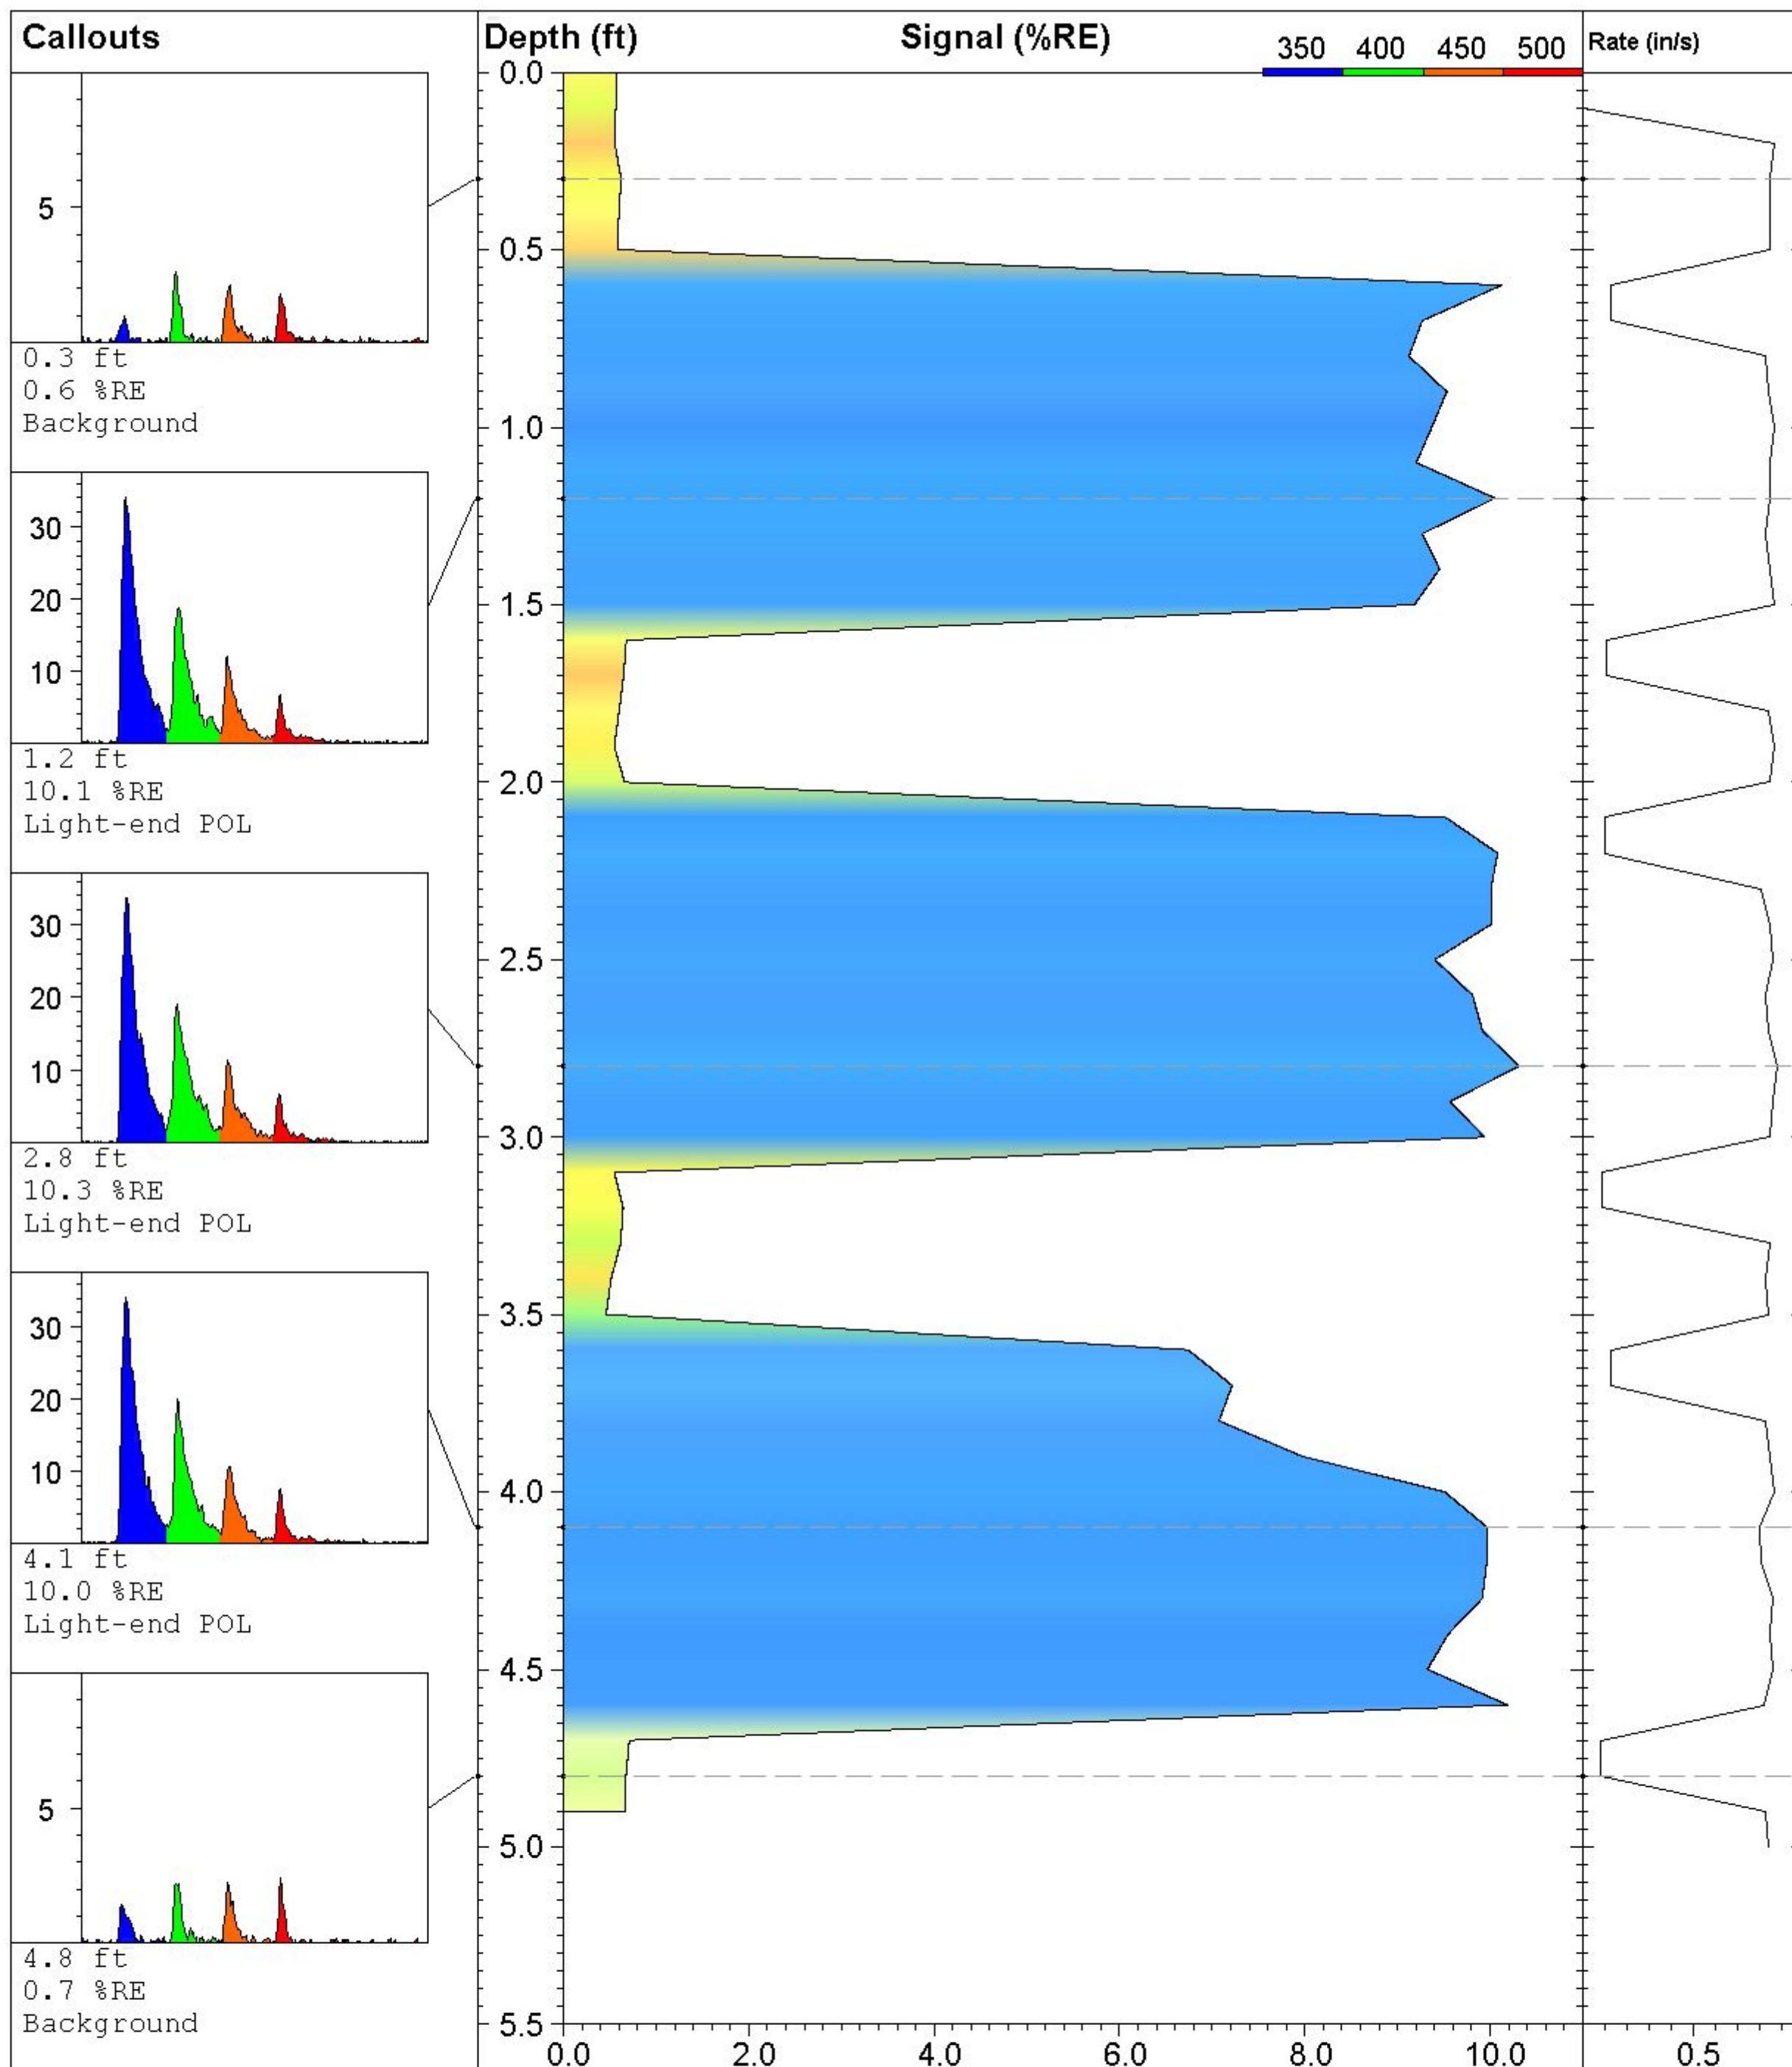 Callouts
Depth (ft)
Signal (%RE)
350 400 450 500
Rate (in/s)
5
0.3 ft
0.6 %RE
Background
30
20
10
1.2 ft
10.1 %RE
Light-end POL
30
20
10
2.8 ft
10.3 %RE
Light-end POL
30
20
10
4.1 ft
10.0 %RE
Light-end POL
5
4.8 ft
0.7 %RE
Background
0.0
0.5
1.0
1.5
2.0
2.5
3.0
3.5
4.0
4.5
5.0
5.5
0.0 2.0 4.0 6.0 8.0 10.0
0.5